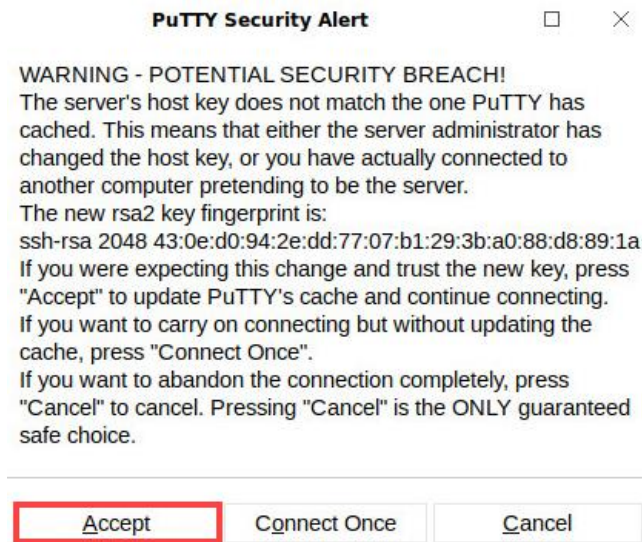 PuTTY Security Alert
WARNING - POTENTIAL SECURITY BREACH!
The server's host key does not match the one PuTTY has
cached. This means that either the server administrator has
changed the host key, or you have actually connected to
another computer pretending to be the server.
The new rsa2 key fingerprint is:
ssh-rsa 2048 43:0e:d0:94:2e:dd:77:07:b1:29:3b:a0:88:d8:89:1a
If you were expecting this change and trust the new key, press
"Accept" to update PuTTY's cache and continue connecting.
If you want to carry on connecting but without updating the
cache, press "Connect Once".
If you want to abandon the connection completely, press
"Cancel" to cancel. Pressing "Cancel" is the ONLY guaranteed
safe choice.
Accept Connect Once Cancel